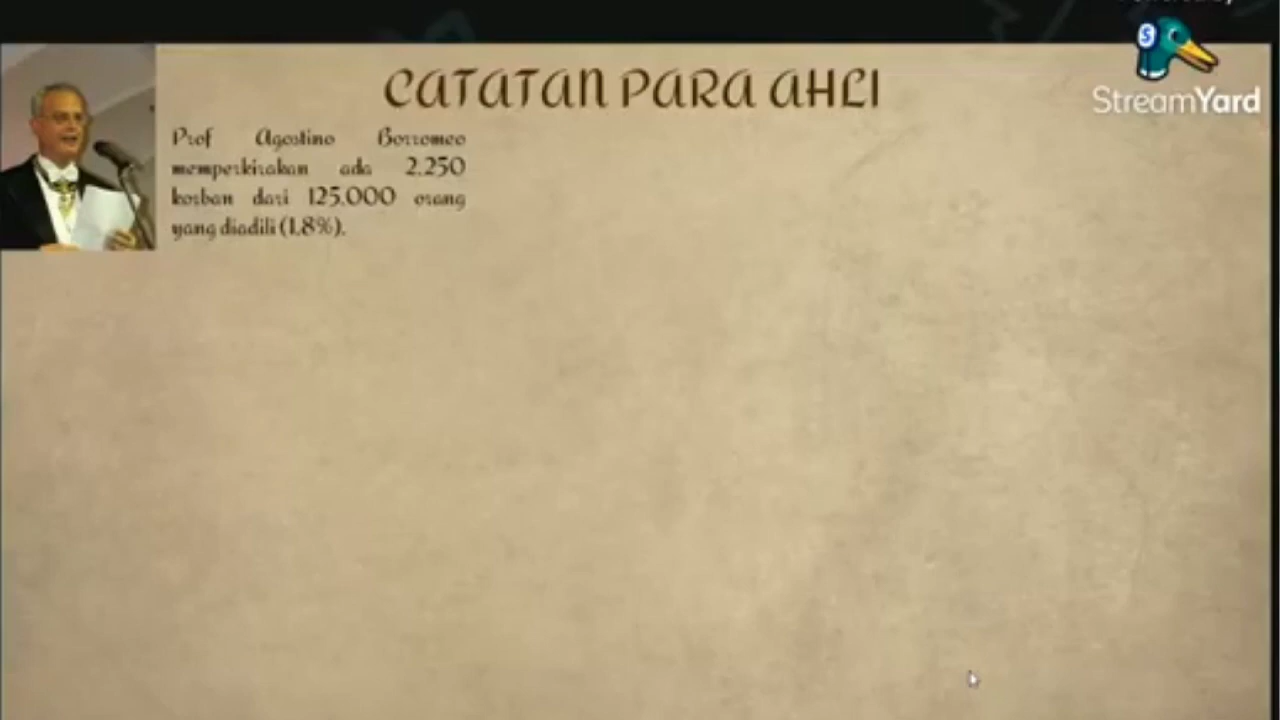 CATATAN PARA AHLI
StreamYard
Prof Agostino Borromeo
memperkirakan ada 2.250
korban dari 125.000 orang
yang diadili (1,8%).